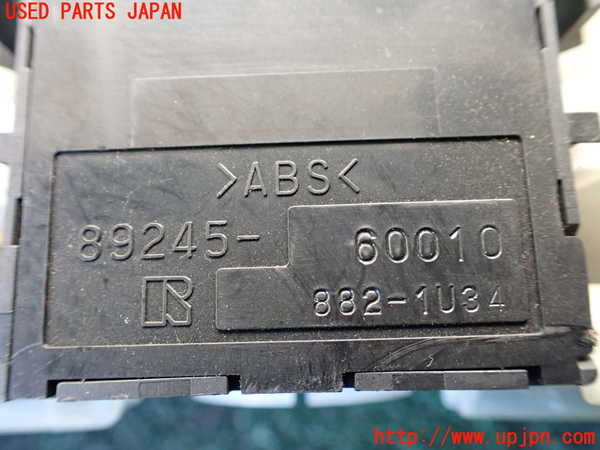 USED PARTS JAPAN
>ABS<
89245-60010
R 882-1U34
http://www.upjpn.com/